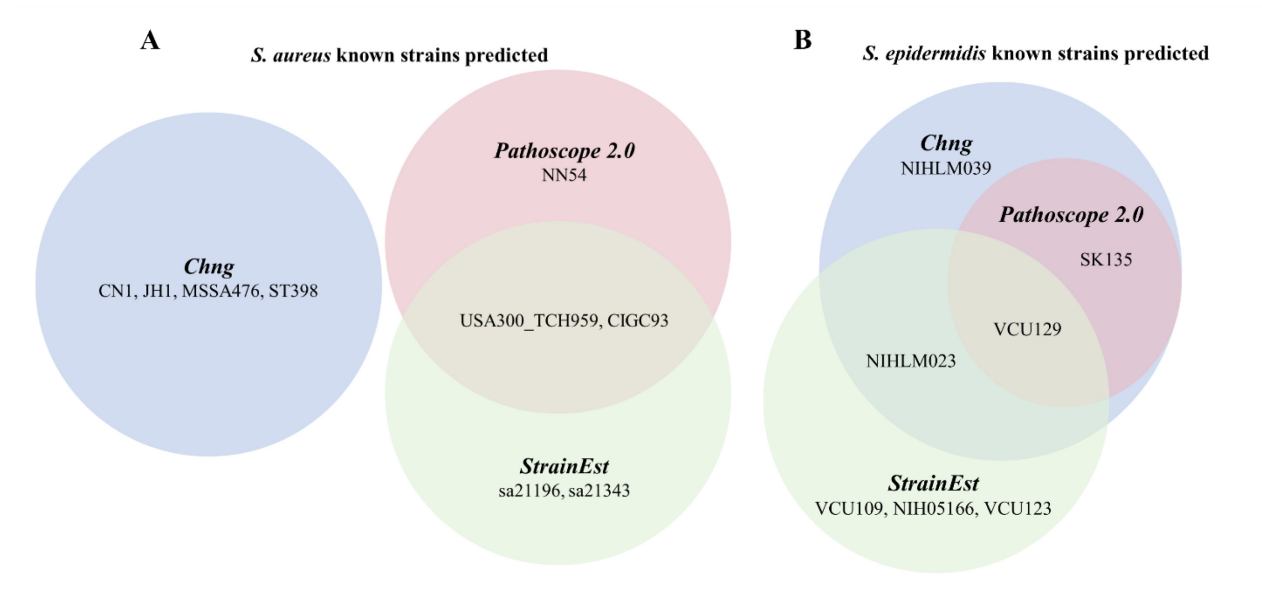 A
S. aureus known strains predicted
Pathoscope 2.0
NN54
Chng
CN1, JH1, MSSA476, ST398
USA300_TCH959, CIGC93
StrainEst
sa21196, sa21343
B
S. epidermidis known strains predicted
Chng
NIHLM039
Pathoscope 2.0
SK135
VCU129
NIHLM023
StrainEst
VCU109, NIH05166, VCU123